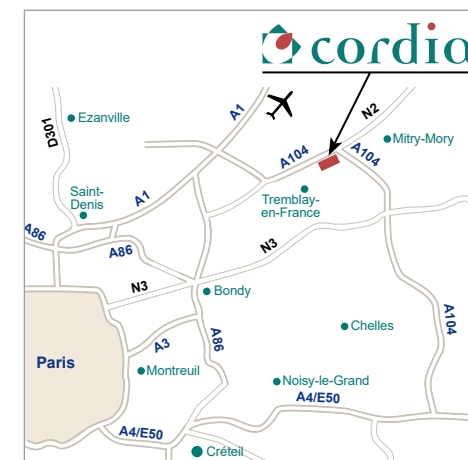 cordia
A1
N2
D301
Ezanville
Mitry-Mory
A104
A104
Saint-
Denis
A1
Tremblay-
en-France
A86
A86
N3
N3
Bondy
A104
Chelles
A3
A86
Paris
Montreuil
Noisy-le-Grand
A4/E50
A4/E50
Créteil